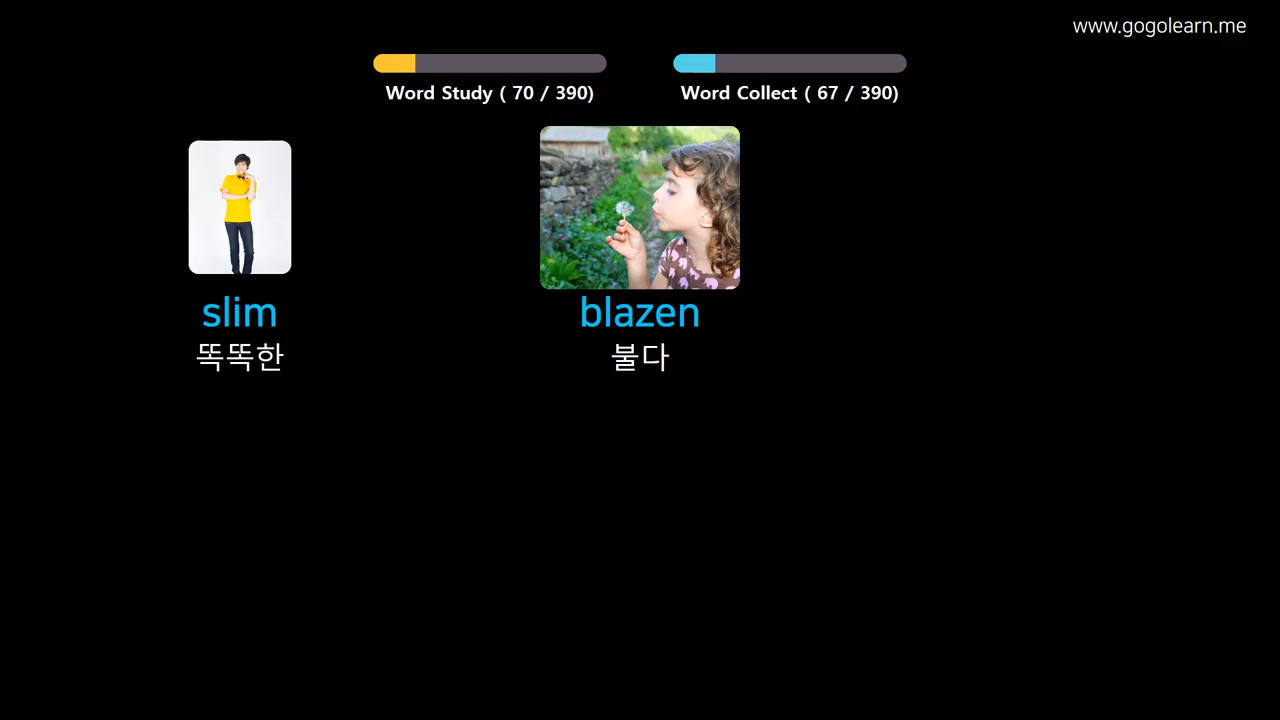 www.gogolearn.me
Word Study ( 70 / 390)
Word Collect ( 67 / 390)
slim
똑똑한
blazen
불다